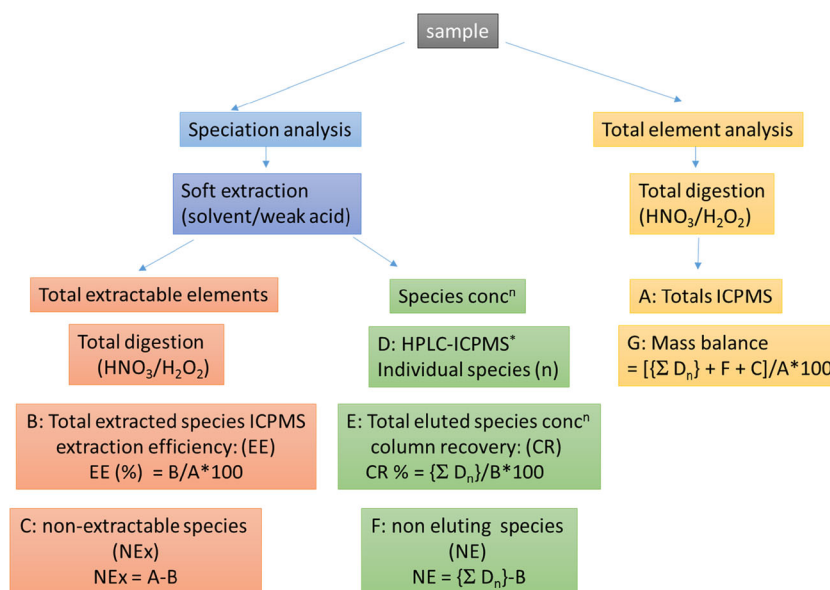 sample
Speciation analysis
Total element analysis
Soft extraction
(solvent/weak acid)
Total digestion
(HNO₃/H₂O₂)
Total extractable elements
Species concⁿ
A: Totals ICPMS
Total digestion
(HNO₃/H₂O₂)
D: HPLC-ICPMS*
Individual species (n)
G: Mass balance
= [{Σ Dₙ} + F + C]/A*100
B: Total extracted species ICPMS
extraction efficiency: (EE)
EE (%) = B/A*100
E: Total eluted species concⁿ
column recovery: (CR)
CR % = {Σ Dₙ}/B*100
C: non-extractable species
(NEx)
NEx = A-B
F: non eluting species
(NE)
NE = {Σ Dₙ}-B